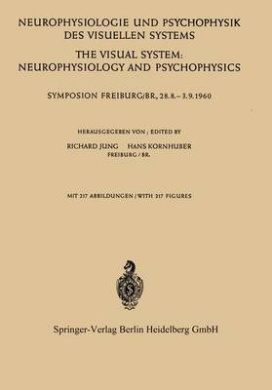 NEUROPHYSIOLOGIE UND PSYCHOPHYSIK
DES VISUELLEN SYSTEMS
THE VISUAL SYSTEM:
NEUROPHYSIOLOGY AND PSYCHOPHYSICS
SYMPOSION FREIBURG/BR., 28.8.–3.9.1960
HERAUSGEGEBEN VON ; EDITED BY
RICHARD JUNG HANS KORNHUBER
FREIBURG / BR.
MIT 217 ABBILDUNGEN / WITH 217 FIGURES
Springer-Verlag Berlin Heidelberg GmbH